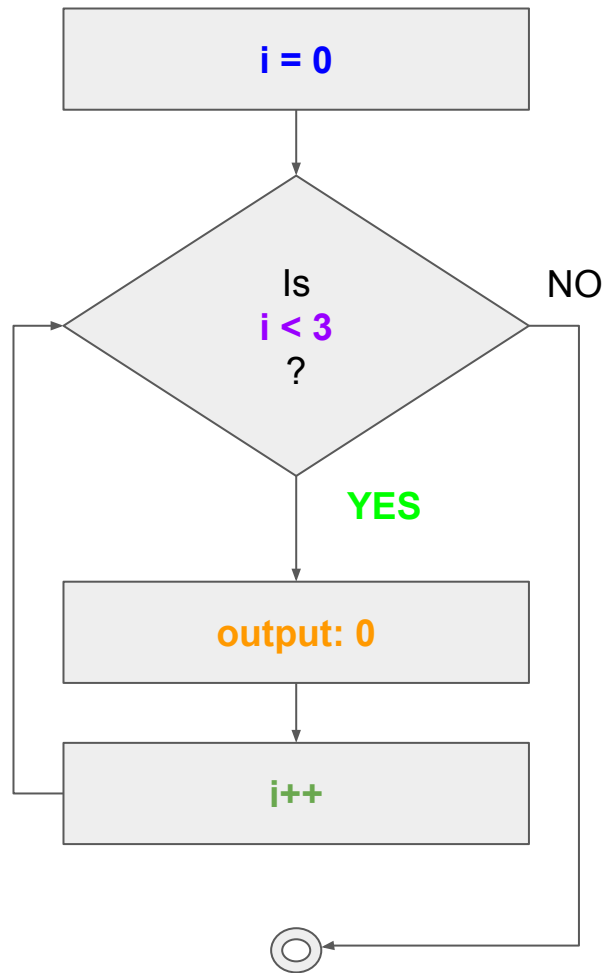 i = 0
Is
i < 3
?
NO
YES
output: 0
i++